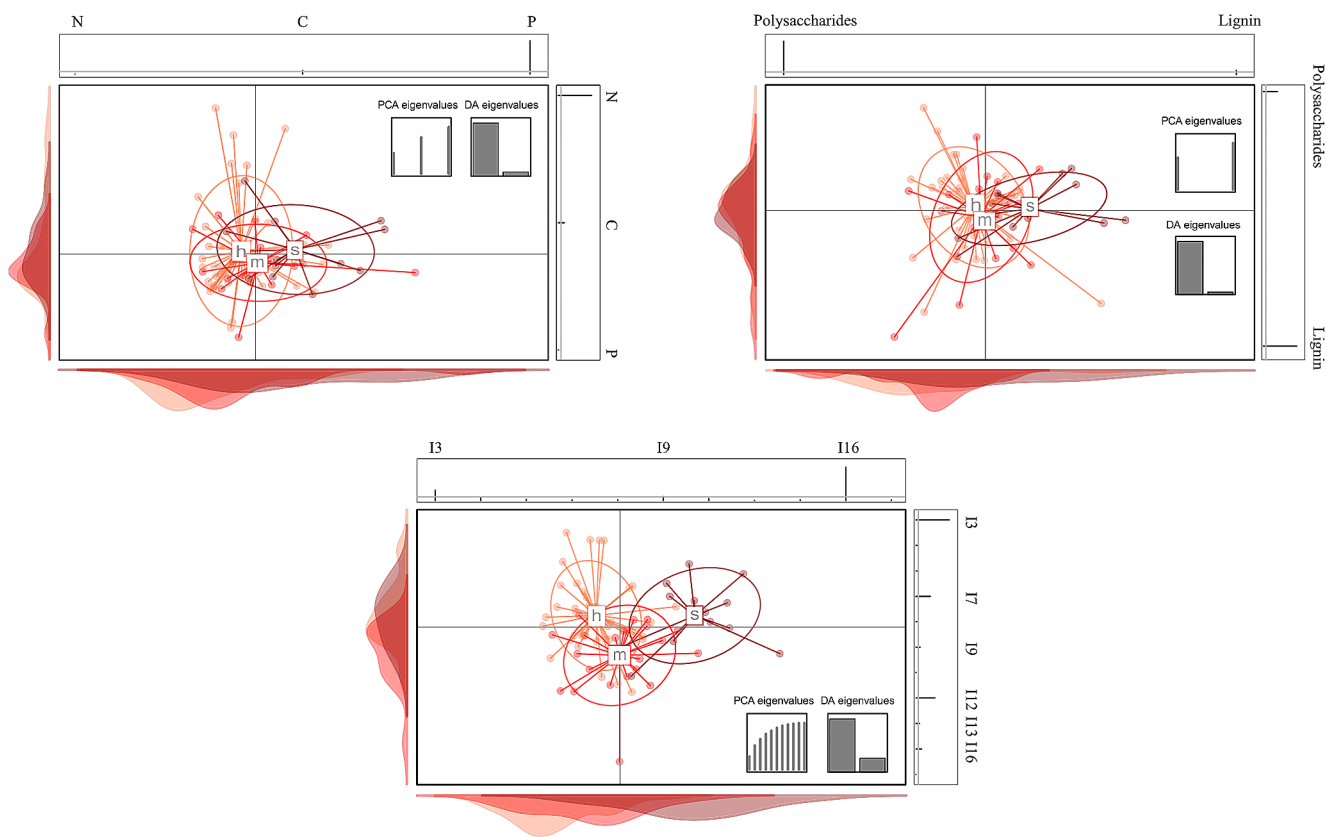 N C P
PCA eigenvalues DA eigenvalues
N
C
P
h
m
s
Polysaccharides Lignin
PCA eigenvalues
DA eigenvalues
Polysaccharides
Lignin
h
m
s
I3 I9 I16
I3
I7
I9
I12
I13
I16
h
m
s
PCA eigenvalues DA eigenvalues